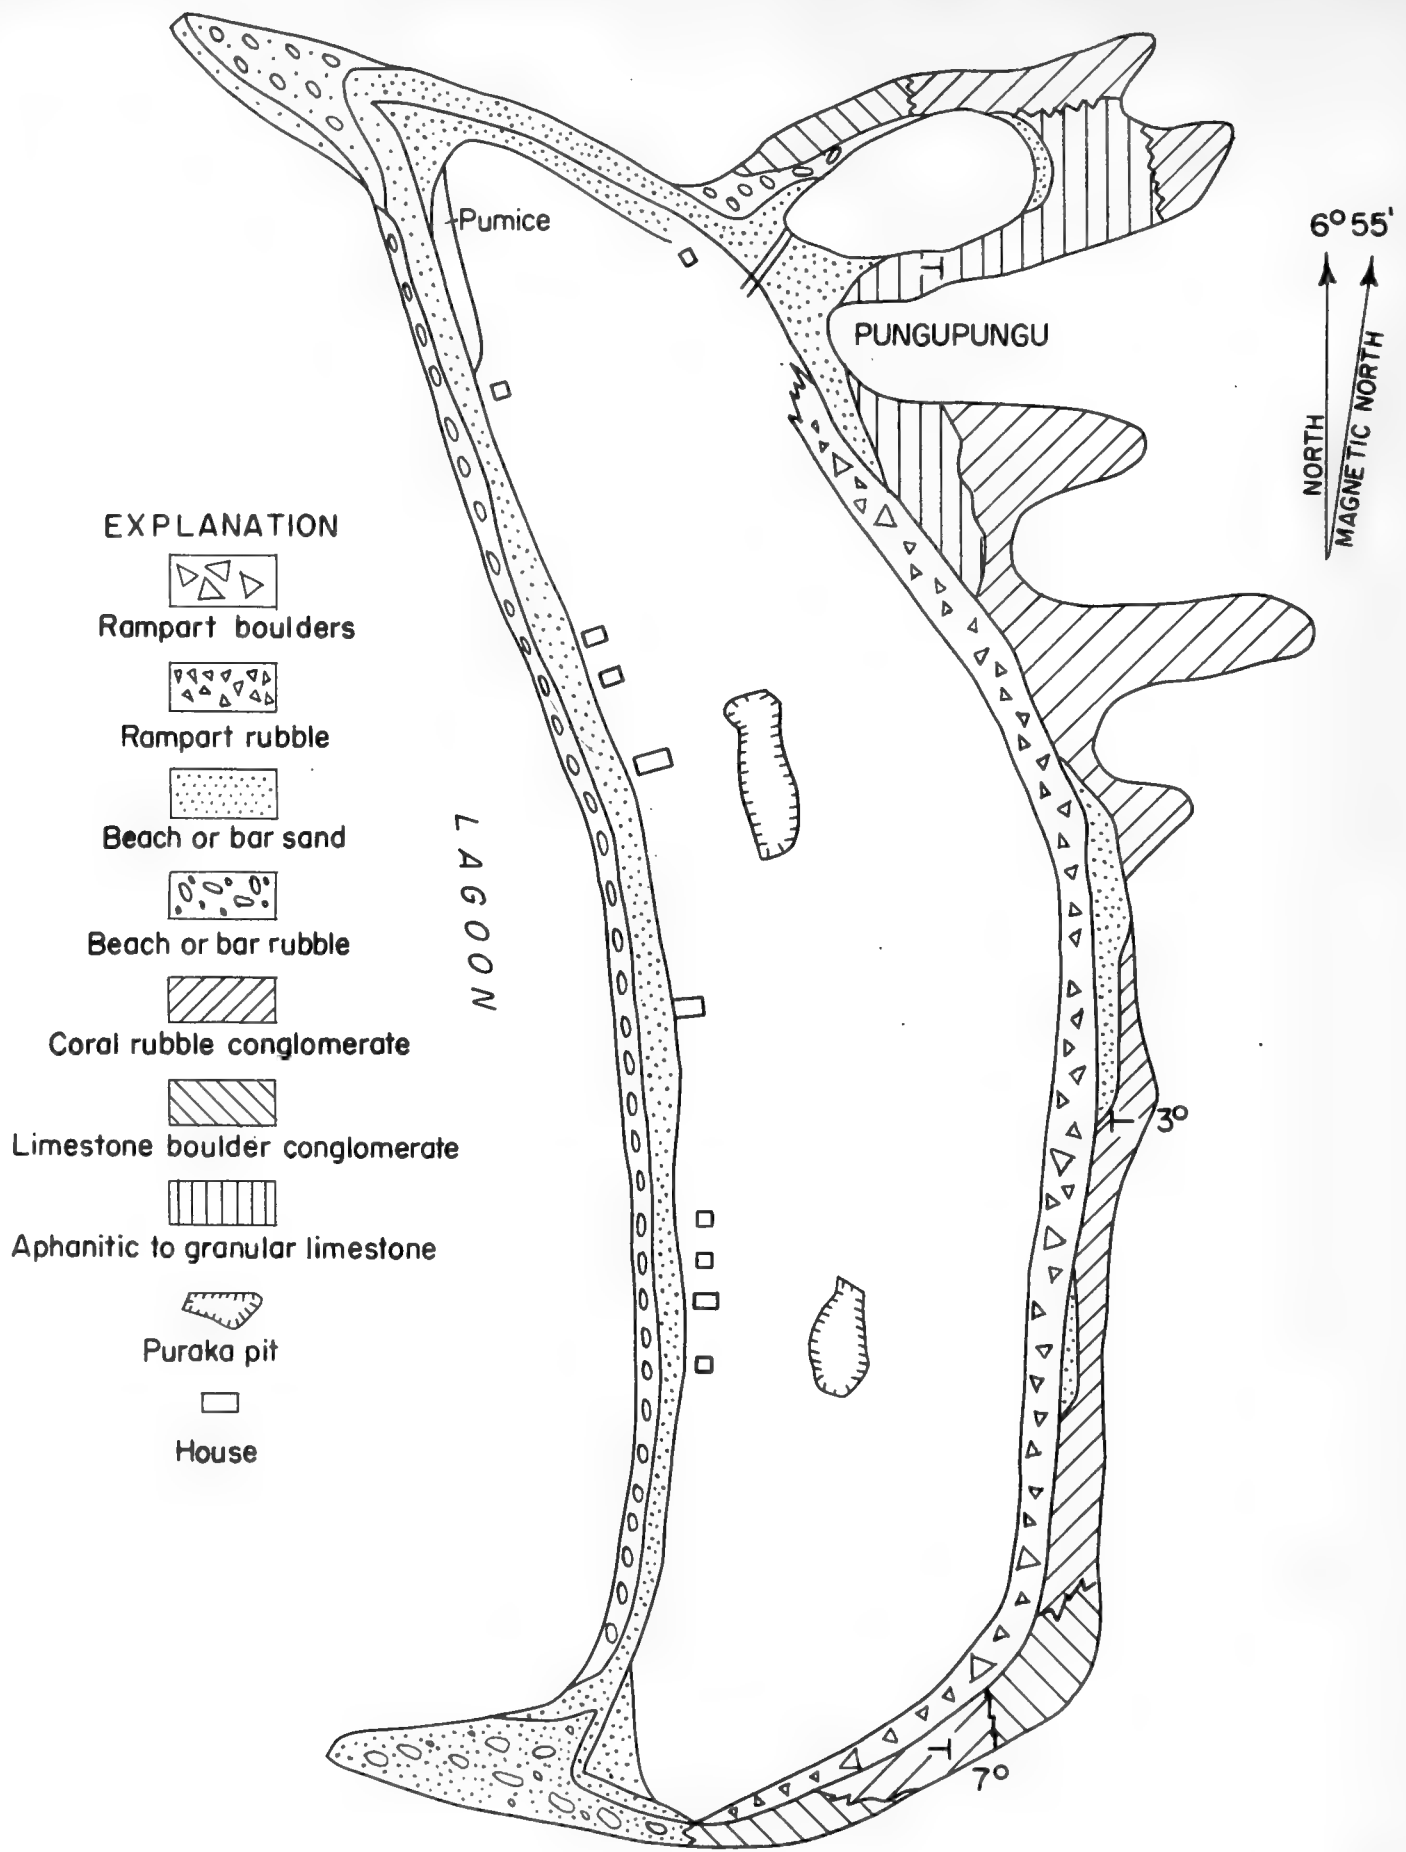 Pumice
6° 55'
PUNGUPUNGU
NORTH
MAGNETIC NORTH
EXPLANATION
Rampart boulders
Rampart rubble
Beach or bar sand
Beach or bar rubble
Coral rubble conglomerate
Limestone boulder conglomerate
Aphanitic to granular limestone
Puraka pit
House
LAGOON
3°
7°